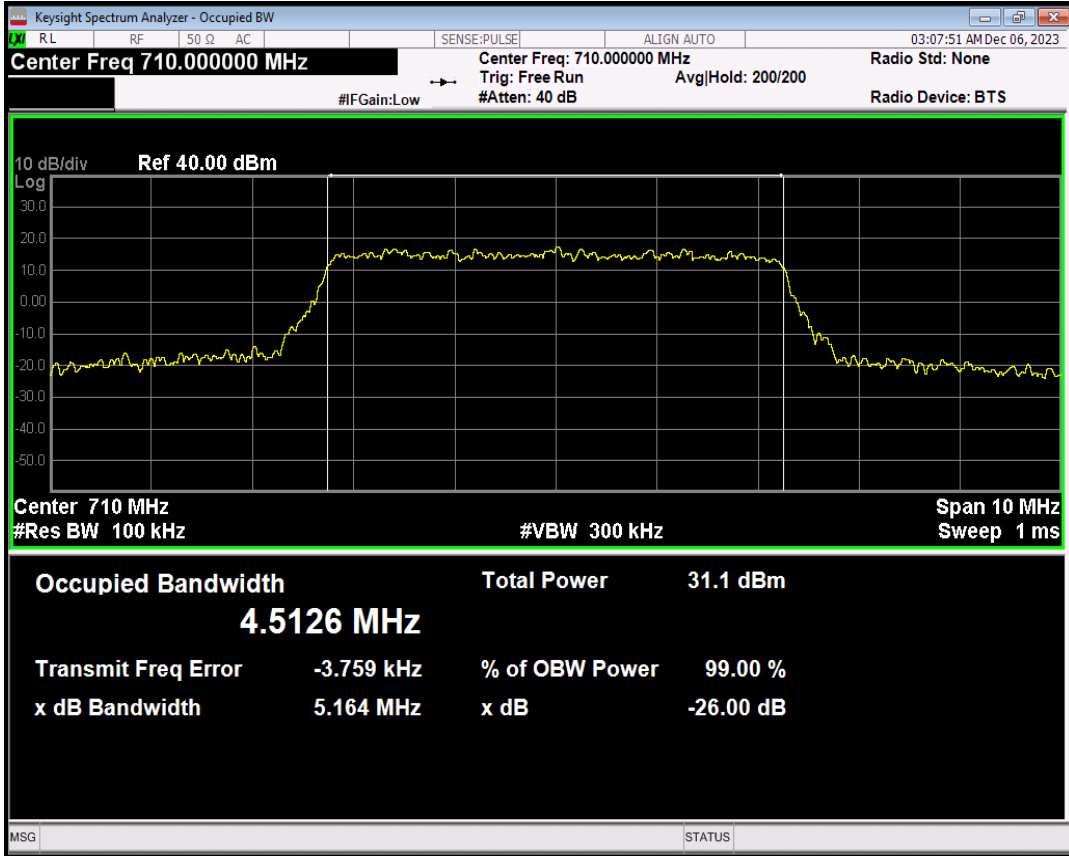 Keysight Spectrum Analyzer - Occupied BW
LXI RL RF 50 Ω AC SENSE:PULSE ALIGN AUTO 03:07:51 AM Dec 06, 2023
Center Freq 710.000000 MHz Center Freq: 710.000000 MHz Radio Std: None
Trig: Free Run Avg|Hold: 200/200
#IFGain:Low #Atten: 40 dB Radio Device: BTS
10 dB/div Ref 40.00 dBm
Log
30.0
20.0
10.0
0.00
-10.0
-20.0
-30.0
-40.0
-50.0
Center 710 MHz Span 10 MHz
#Res BW 100 kHz #VBW 300 kHz Sweep 1 ms
Occupied Bandwidth Total Power 31.1 dBm
4.5126 MHz
Transmit Freq Error -3.759 kHz % of OBW Power 99.00 %
x dB Bandwidth 5.164 MHz x dB -26.00 dB
MSG STATUS